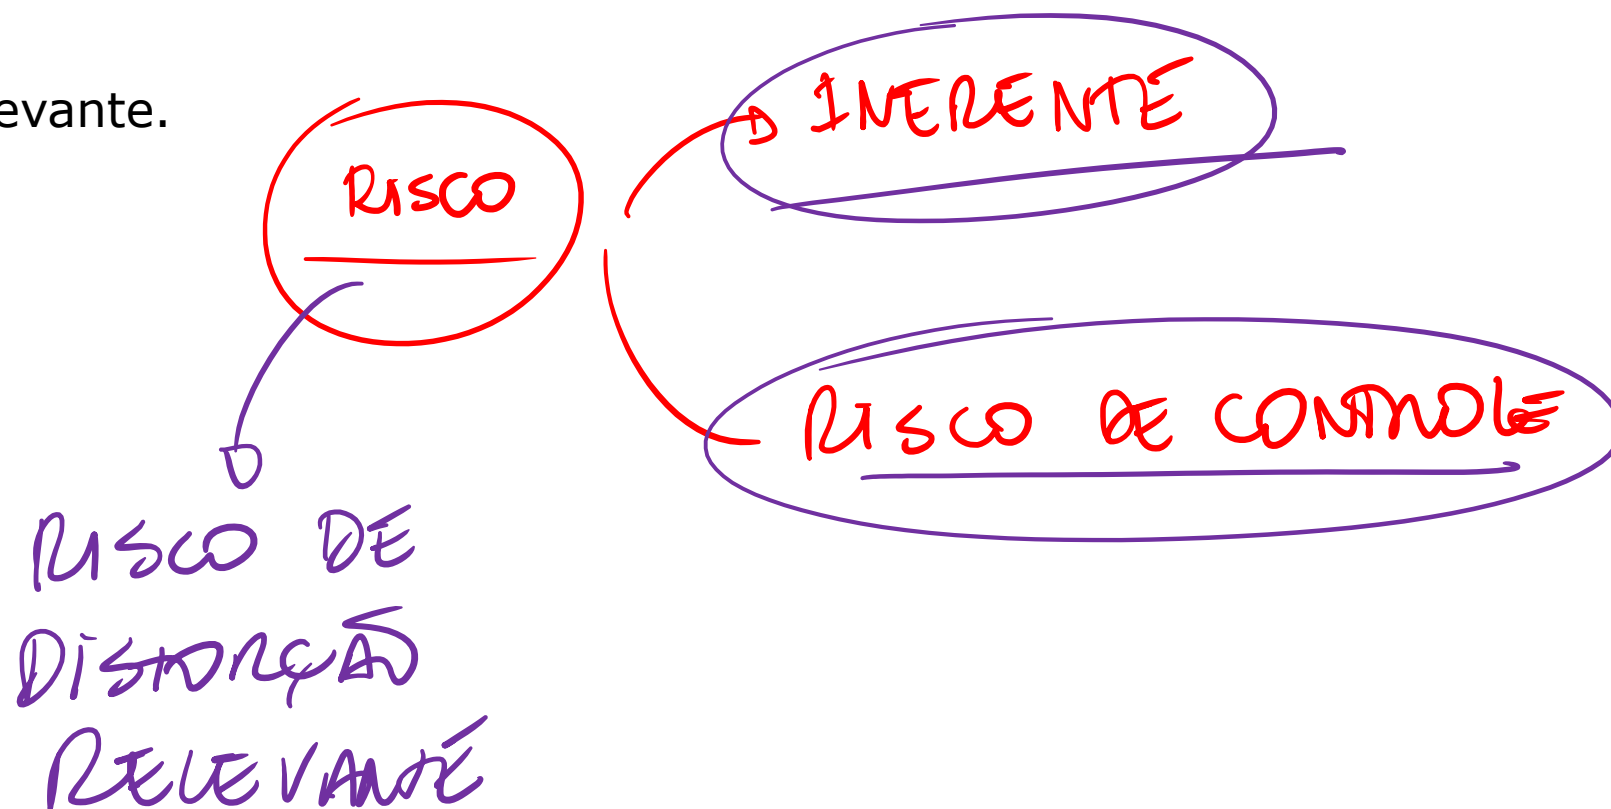 evante.
INERENTE
RISCO
RISCO DE CONTROLE
RISCO DE
DISTORÇÃO
RELEVANTE